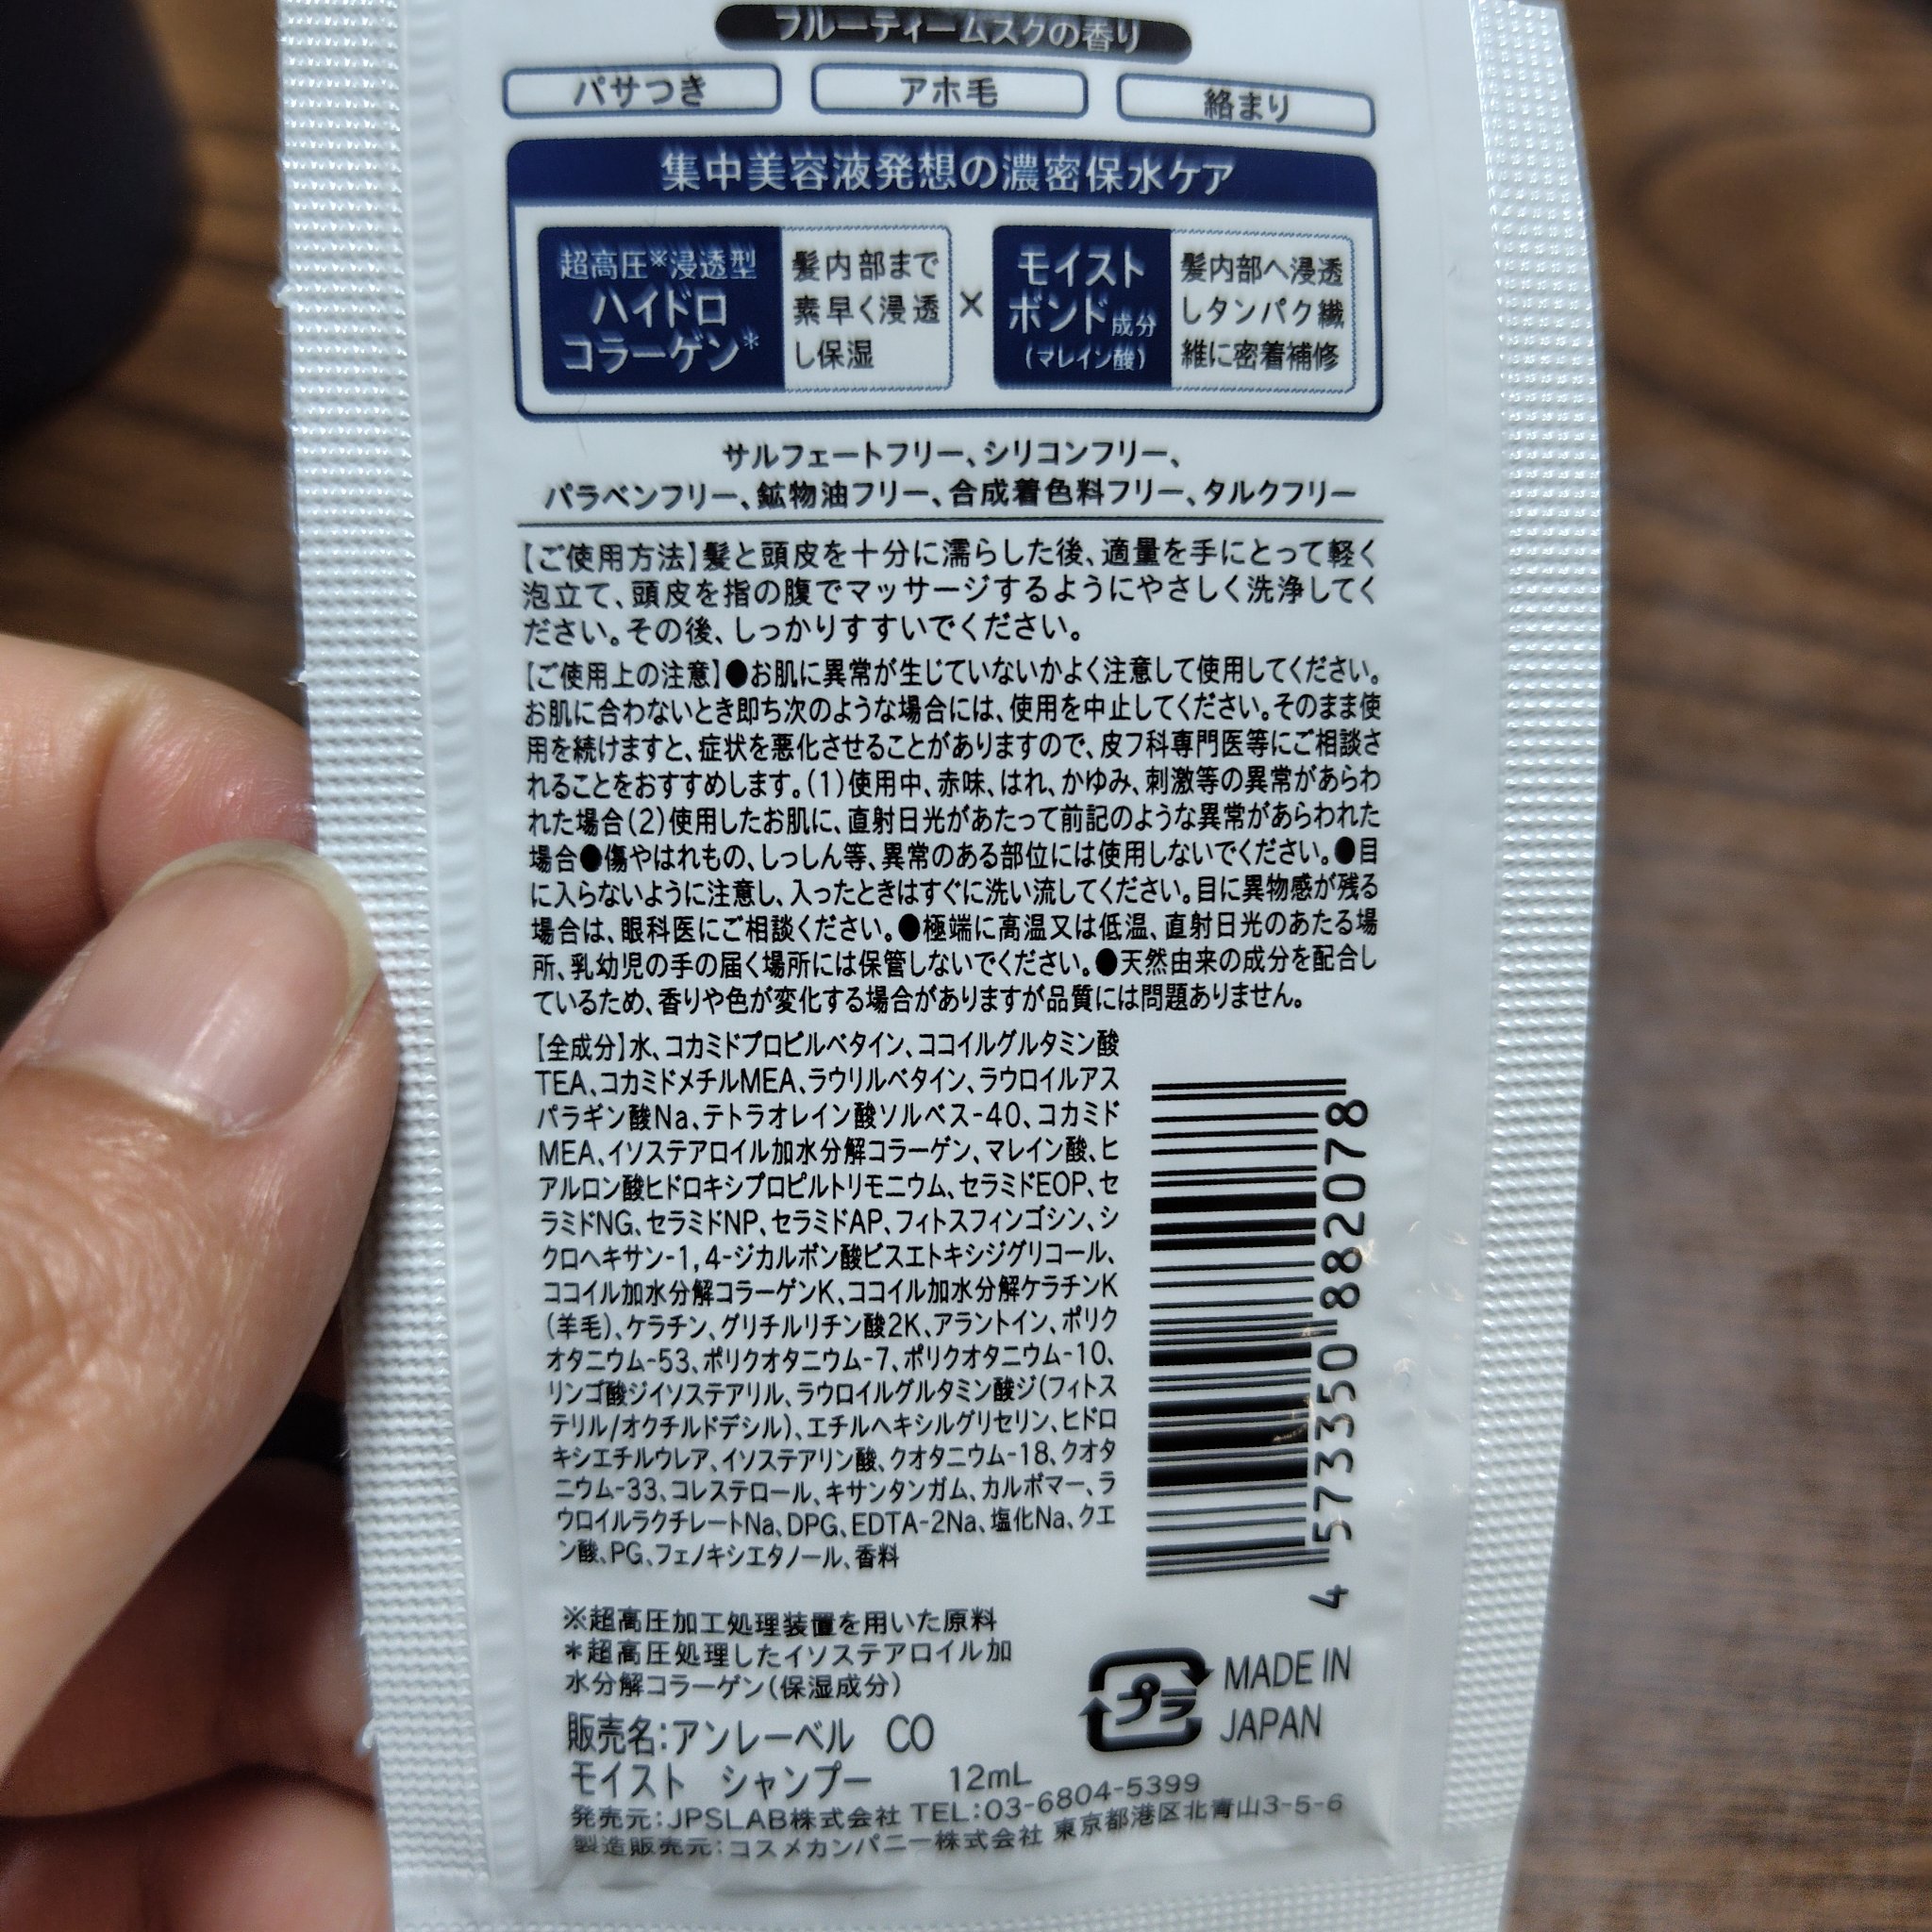 フルーティームスクの香り
パサつき
アホ毛
絡まり
集中美容液発想の濃密保水ケア
超高圧※浸透型
ハイドロ
コラーゲン*
髪内部まで
素早く浸透
し保湿
×
モイスト
ボンド成分
(マレイン酸)
髪内部へ浸透
しタンパク繊
維に密着補修
サルフェートフリー、シリコンフリー、
パラベンフリー、鉱物油フリー、合成着色料フリー、タルクフリー
【ご使用方法】髪と頭皮を十分に濡らした後、適量を手にとって軽く
泡立て、頭皮を指の腹でマッサージするようにやさしく洗浄してく
ださい。その後、しっかりすすいでください。
【ご使用上の注意】●お肌に異常が生じていないかよく注意して使用してください。
お肌に合わないとき即ち次のような場合には、使用を中止してください。そのまま使
用を続けますと、症状を悪化させることがありますので、皮フ科専門医等にご相談さ
れることをおすすめします。(1)使用中、赤味、はれ、かゆみ、刺激等の異常があらわ
れた場合(2)使用したお肌に、直射日光があたって前記のような異常があらわれた
場合●傷やはれもの、しっしん等、異常のある部位には使用しないでください。●目
に入らないように注意し、入ったときはすぐに洗い流してください。目に異物感が残る
場合は、眼科医にご相談ください。●極端に高温又は低温、直射日光のあたる場
所、乳幼児の手の届く場所には保管しないでください。●天然由来の成分を配合し
ているため、香りや色が変化する場合がありますが品質には問題ありません。
【全成分】水、コカミドプロピルベタイン、ココイルグルタミン酸
TEA、コカミドメチルMEA、ラウリルベタイン、ラウロイルアス
パラギン酸Na、テトラオレイン酸ソルベス-40、コカミド
MEA、イソステアロイル加水分解コラーゲン、マレイン酸、ヒ
アルロン酸ヒドロキシプロピルトリモニウム、セラミドEOP、セ
ラミドNG、セラミドNP、セラミドAP、フィトスフィンゴシン、シ
クロヘキサン-1,4-ジカルボン酸ビスエトキシジグリコール、
ココイル加水分解コラーゲンK、ココイル加水分解ケラチンK
(羊毛)、ケラチン、グリチルリチン酸2K、アラントイン、ポリク
オタニウム-53、ポリクオタニウム-7、ポリクオタニウム-10、
リンゴ酸ジイソステアリル、ラウロイルグルタミン酸ジ(フィトス
テリル/オクチルドデシル)、エチルヘキシルグリセリン、ヒドロ
キシエチルウレア、イソステアリン酸、クオタニウム-18、クオタ
ニウム-33、コレステロール、キサンタンガム、カルボマー、ラ
ウロイルラクチレートNa、DPG、EDTA-2Na、塩化Na、クエ
ン酸、PG、フェノキシエタノール、香料
4 573350 882078
※超高圧加工処理装置を用いた原料
*超高圧処理したイソステアロイル加
水分解コラーゲン(保湿成分)
プラ
MADE IN
JAPAN
販売名:アンレーベル CO
モイスト シャンプー 12mL
発売元:JPSLAB株式会社 TEL:03-6804-5399
製造販売元:コスメカンパニー株式会社 東京都港区北青山3-5-6